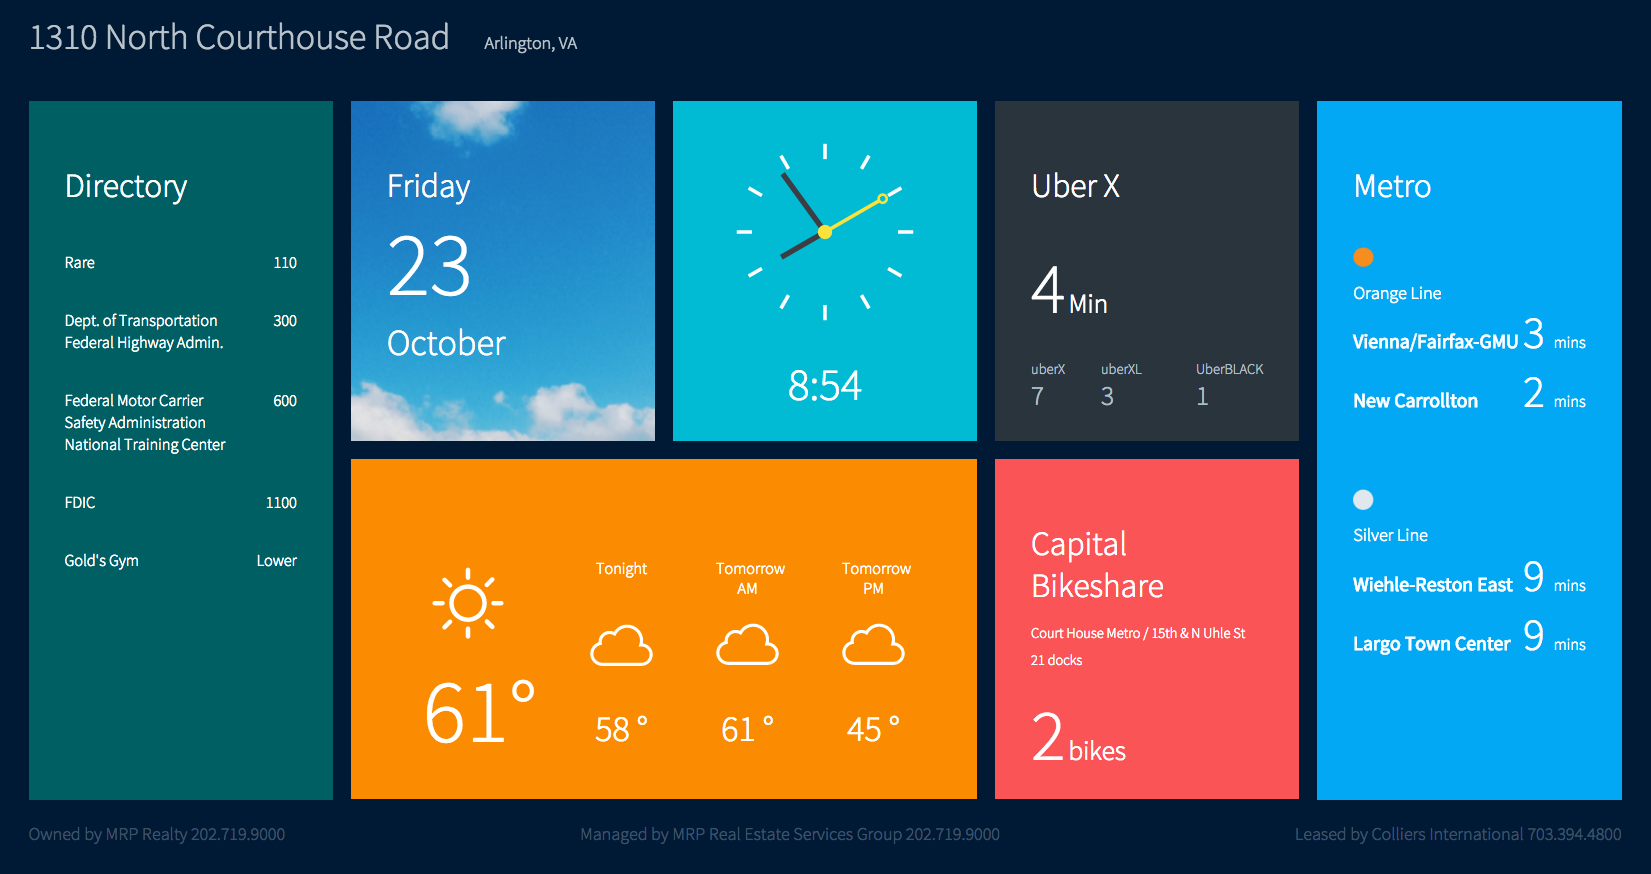 1310 North Courthouse Road Arlington, VA
Directory
Rare 110
Dept. of Transportation 300
Federal Highway Admin.
Federal Motor Carrier 600
Safety Administration
National Training Center
FDIC 1100
Gold's Gym Lower
Friday
23
October
8:54
Uber X
4 Min
uberX uberXL UberBLACK
7 3 1
Metro
Orange Line
Vienna/Fairfax-GMU 3 mins
New Carrollton 2 mins
Silver Line
Wiehle-Reston East 9 mins
Largo Town Center 9 mins
61°
Tonight
58 °
Tomorrow
AM
61 °
Tomorrow
PM
45 °
Capital
Bikeshare
Court House Metro / 15th & N Uhle St
21 docks
2 bikes
Owned by MRP Realty 202.719.9000
Managed by MRP Real Estate Services Group 202.719.9000
Leased by Colliers International 703.394.4800